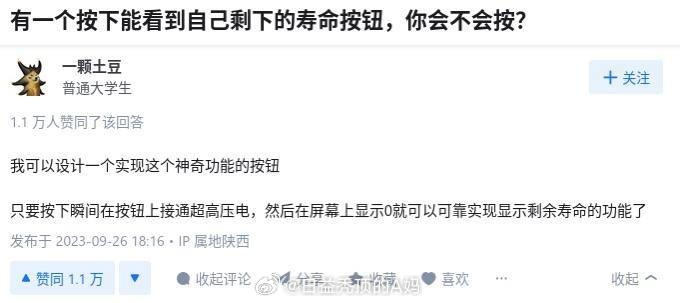 有一个按下能看到自己剩下的寿命按钮，你会不会按？
一颗土豆
普通大学生
+ 关注
1.1 万人赞同了该回答
我可以设计一个实现这个神奇功能的按钮
只要按下瞬间在按钮上接通超高压电，然后在屏幕上显示0就可以可靠实现显示剩余寿命的功能了
发布于 2023-09-26 18:16・IP 属地陕西
赞同 1.1 万 收起评论 分享 收藏 喜欢 ··· 收起
@日益秃顶的A妈